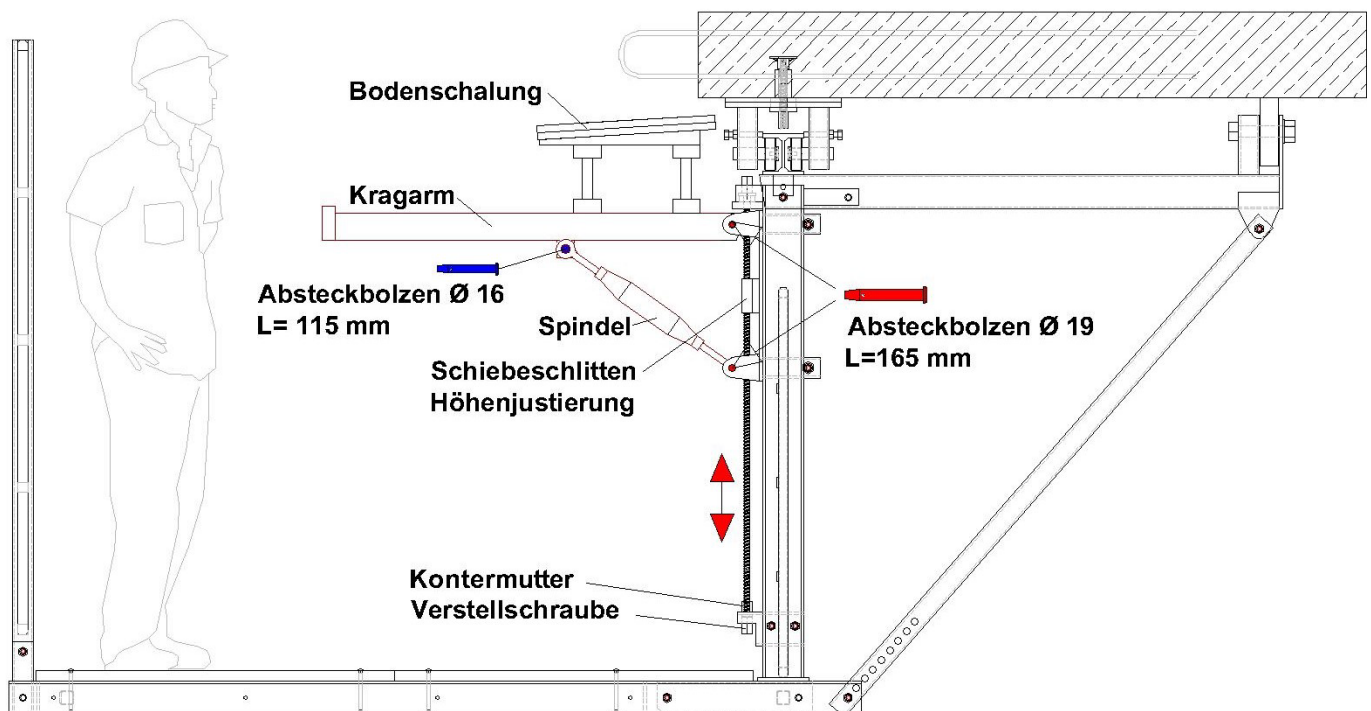 Bodenschalung
Kragarm
Absteckbolzen Ø 16
L= 115 mm
Spindel
Absteckbolzen Ø 19
L=165 mm
Schiebeschlitten
Höhenjustierung
Kontermutter
Verstellschraube